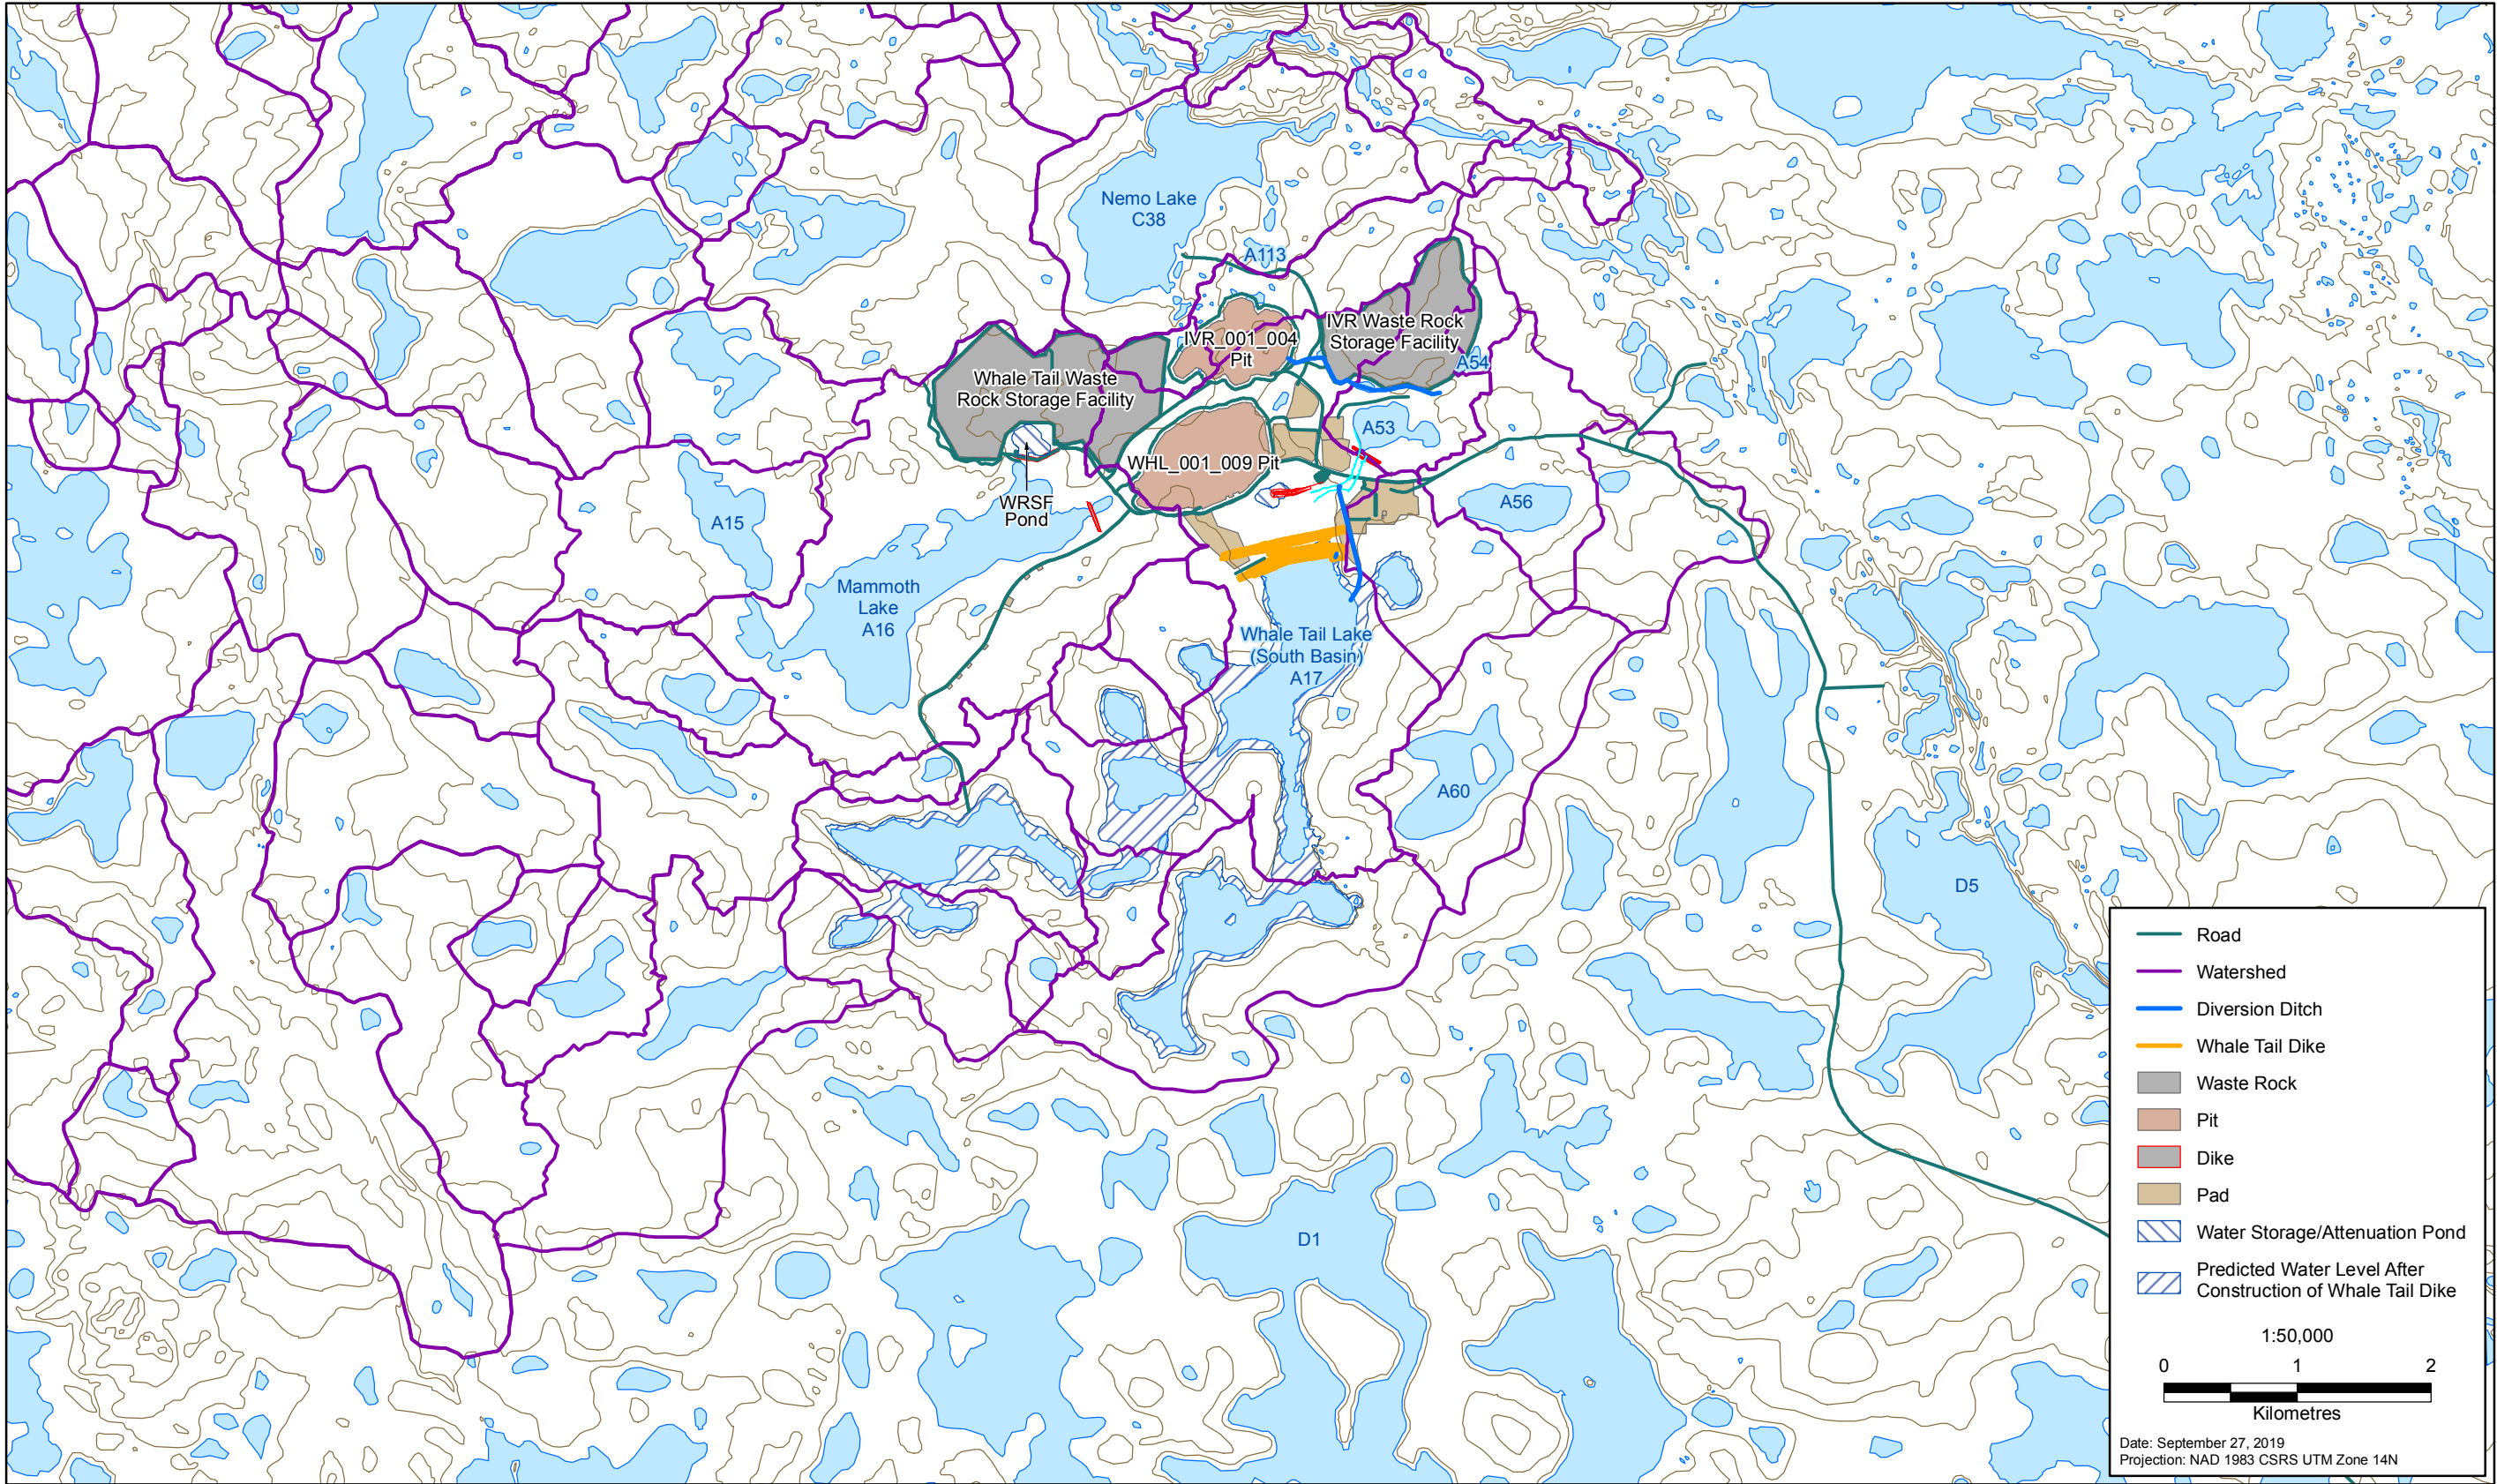 Nemo Lake
C38
A113
IVR_001_004
Pit
IVR Waste Rock
Storage Facility
A54
Whale Tail Waste
Rock Storage Facility
A53
WHL_001_009 Pit
WRSF
Pond
A15
A56
Mammoth
Lake
A16
Whale Tail Lake
(South Basin)
A17
A60
D5
D1
Road
Watershed
Diversion Ditch
Whale Tail Dike
Waste Rock
Pit
Dike
Pad
Water Storage/Attenuation Pond
Predicted Water Level After
Construction of Whale Tail Dike
1:50,000
0 1 2
Kilometres
Date: September 27, 2019
Projection: NAD 1983 CSRS UTM Zone 14N